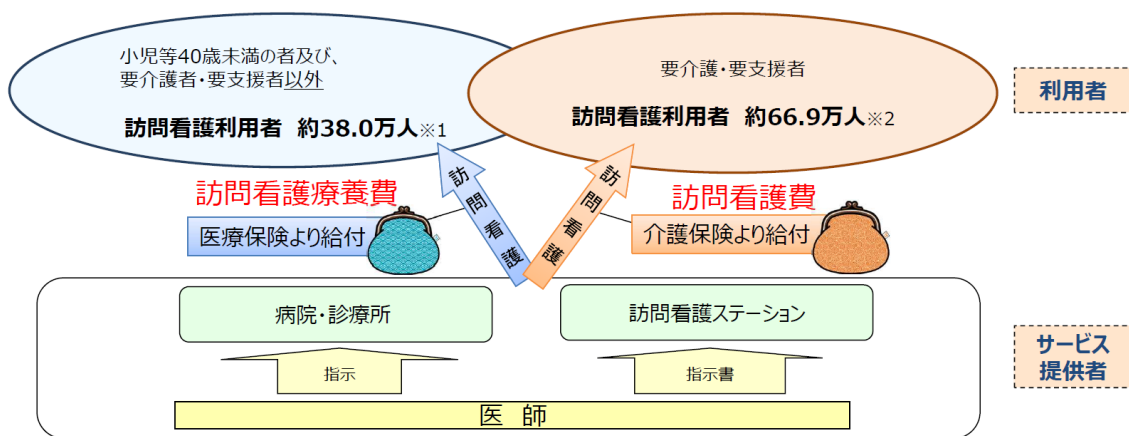 小児等40歳未満の者及び、
要介護者・要支援者以外
訪問看護利用者 約38.0万人※1
要介護・要支援者
訪問看護利用者 約66.9万人※2
利用者
訪問看護療養費
医療保険より給付
訪問看護
訪問看護
訪問看護費
介護保険より給付
病院・診療所
訪問看護ステーション
サービス
提供者
指示
指示書
医 師